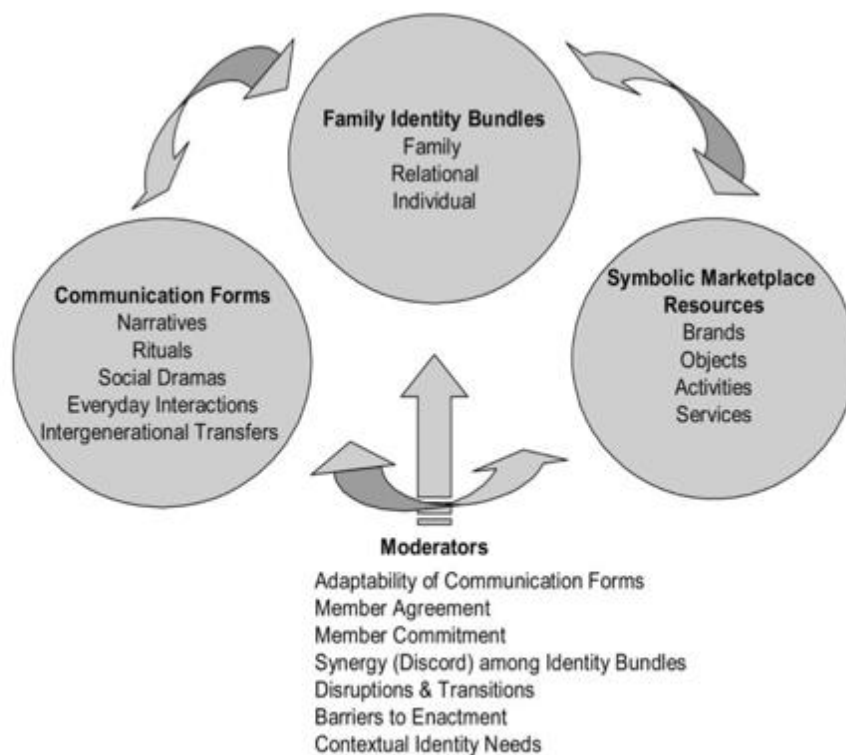 Family Identity Bundles
Family
Relational
Individual
Communication Forms
Narratives
Rituals
Social Dramas
Everyday Interactions
Intergenerational Transfers
Symbolic Marketplace
Resources
Brands
Objects
Activities
Services
Moderators
Adaptability of Communication Forms
Member Agreement
Member Commitment
Synergy (Discord) among Identity Bundles
Disruptions & Transitions
Barriers to Enactment
Contextual Identity Needs